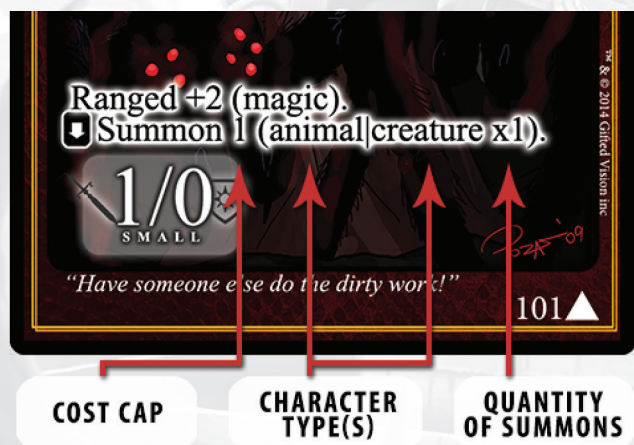 Ranged +2 (magic).
Summon 1 (animal|creature x1).
1/0
SMALL
"Have someone else do the dirty work!"
101
™ & © 2014 Gifted Vision inc
COST CAP
CHARACTER
TYPE(S)
QUANTITY
OF SUMMONS